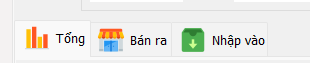 Tổng
Bán ra
Nhập vào